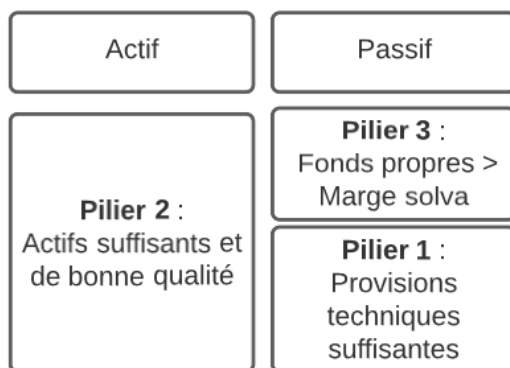 Actif
Passif
Pilier 2 :
Actifs suffisants et
de bonne qualité
Pilier 3 :
Fonds propres >
Marge solva
Pilier 1 :
Provisions
techniques
suffisantes